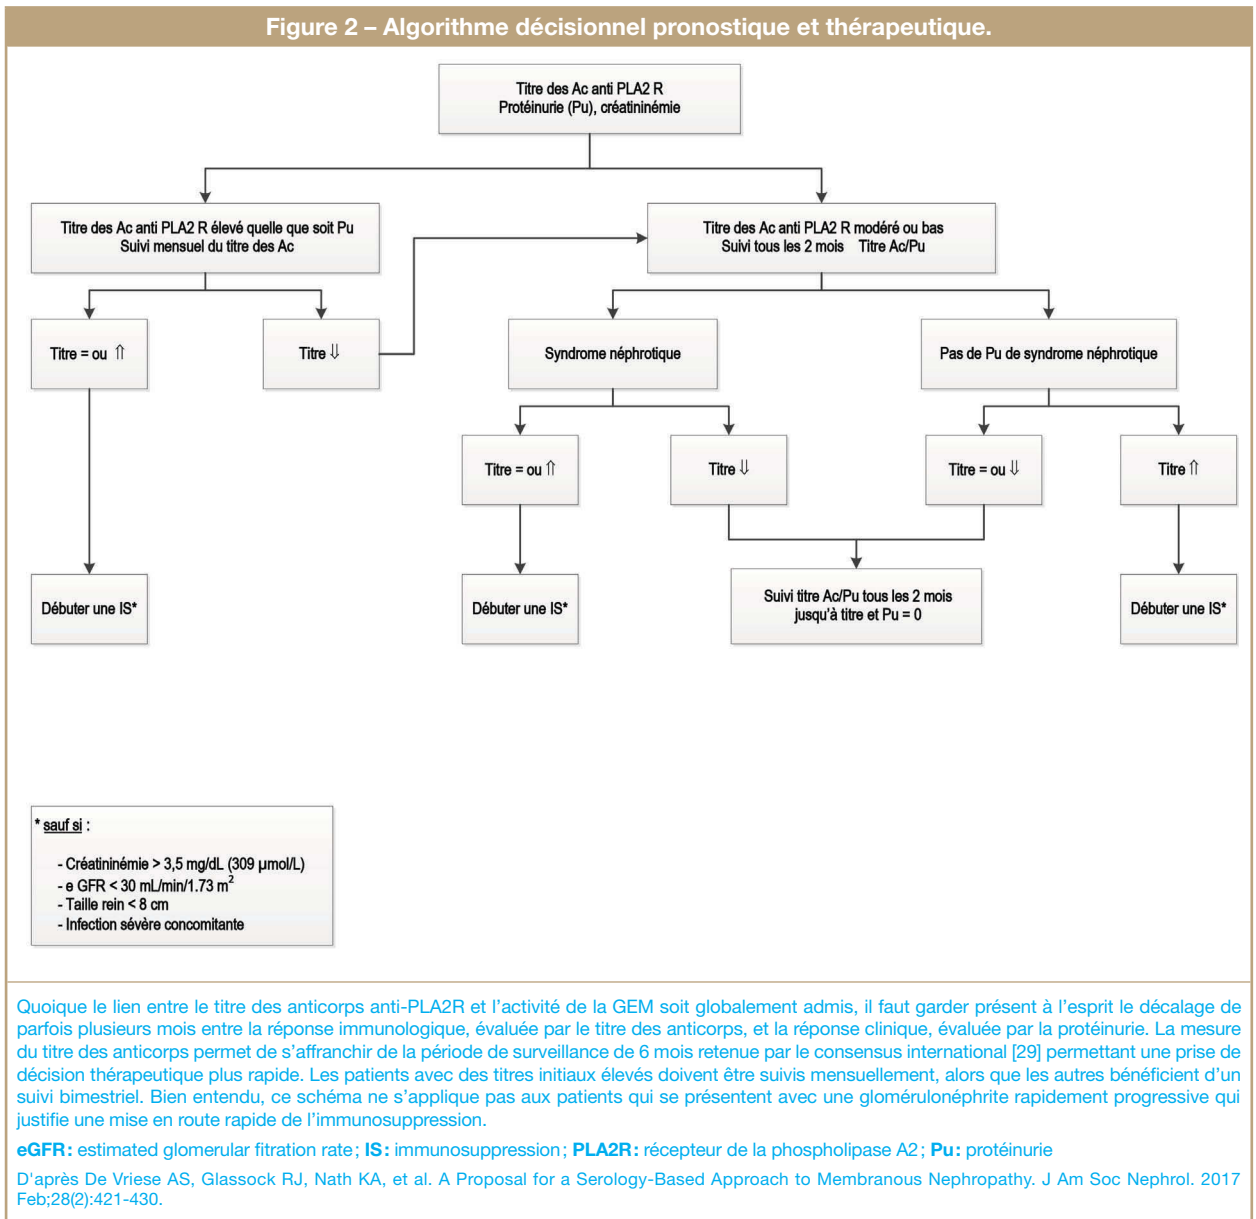 Figure 2 – Algorithme décisionnel pronostique et thérapeutique.
Titre des Ac anti PLA2 R
Protéinurie (Pu), créatininémie
Titre des Ac anti PLA2 R élevé quelle que soit Pu
Suivi mensuel du titre des Ac
Titre des Ac anti PLA2 R modéré ou bas
Suivi tous les 2 mois Titre Ac/Pu
Titre = ou ⇑
Titre ⇓
Syndrome néphrotique
Pas de Pu de syndrome néphrotique
Titre = ou ⇑
Titre ⇓
Titre = ou ⇓
Titre ⇑
Débuter une IS*
Débuter une IS*
Suivi titre Ac/Pu tous les 2 mois
jusqu'à titre et Pu = 0
Débuter une IS*
* sauf si :
- Créatininémie > 3,5 mg/dL (309 µmol/L)
- e GFR < 30 mL/min/1.73 m²
- Taille rein < 8 cm
- Infection sévère concomitante
Quoique le lien entre le titre des anticorps anti-PLA2R et l'activité de la GEM soit globalement admis, il faut garder présent à l'esprit le décalage de
parfois plusieurs mois entre la réponse immunologique, évaluée par le titre des anticorps, et la réponse clinique, évaluée par la protéinurie. La mesure
du titre des anticorps permet de s'affranchir de la période de surveillance de 6 mois retenue par le consensus international [29] permettant une prise de
décision thérapeutique plus rapide. Les patients avec des titres initiaux élevés doivent être suivis mensuellement, alors que les autres bénéficient d'un
suivi bimestriel. Bien entendu, ce schéma ne s'applique pas aux patients qui se présentent avec une glomérulonéphrite rapidement progressive qui
justifie une mise en route rapide de l'immunosuppression.
eGFR : estimated glomerular fitration rate ; IS : immunosuppression ; PLA2R : récepteur de la phospholipase A2 ; Pu : protéinurie
D'après De Vriese AS, Glassock RJ, Nath KA, et al. A Proposal for a Serology-Based Approach to Membranous Nephropathy. J Am Soc Nephrol. 2017
Feb;28(2):421-430.